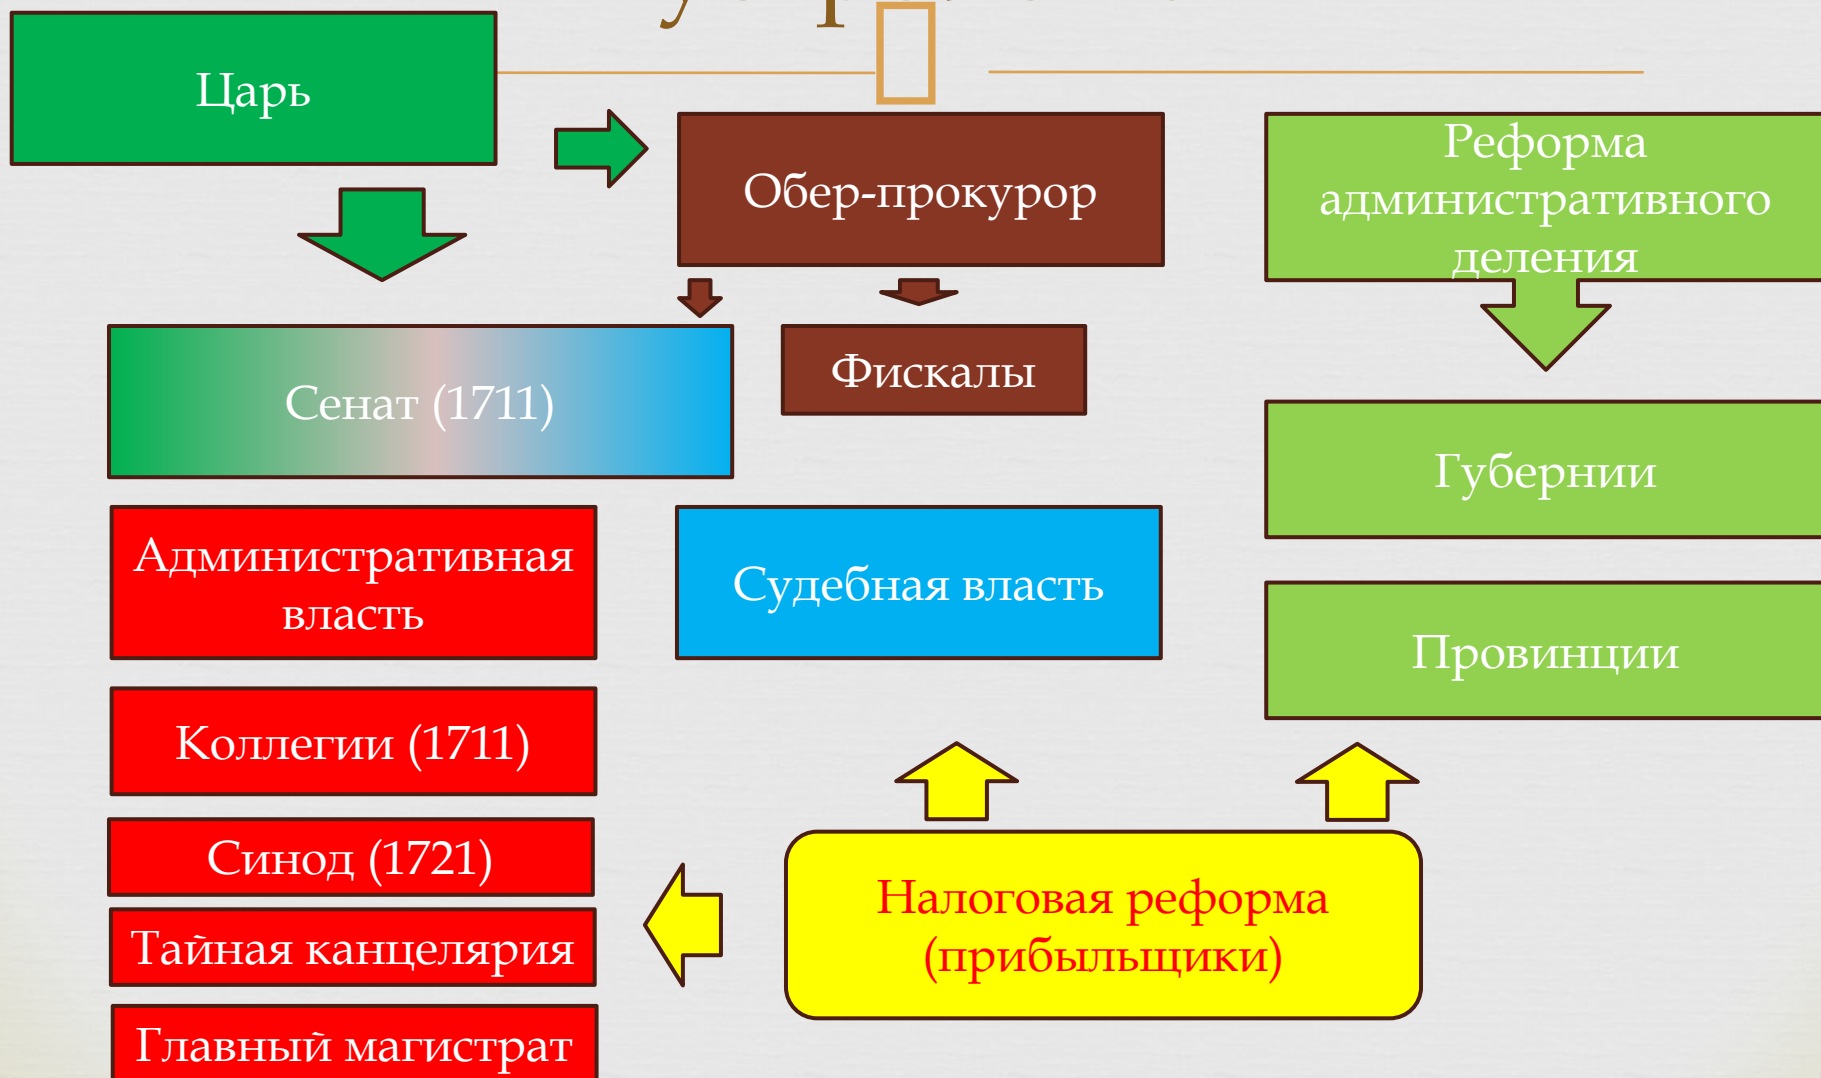 Царь
Обер-прокурор
Реформа
административного
деления
Сенат (1711)
Фискалы
Губернии
Административная
власть
Судебная власть
Провинции
Коллегии (1711)
Синод (1721)
Налоговая реформа
(прибыльщики)
Тайная канцелярия
Главный магистрат